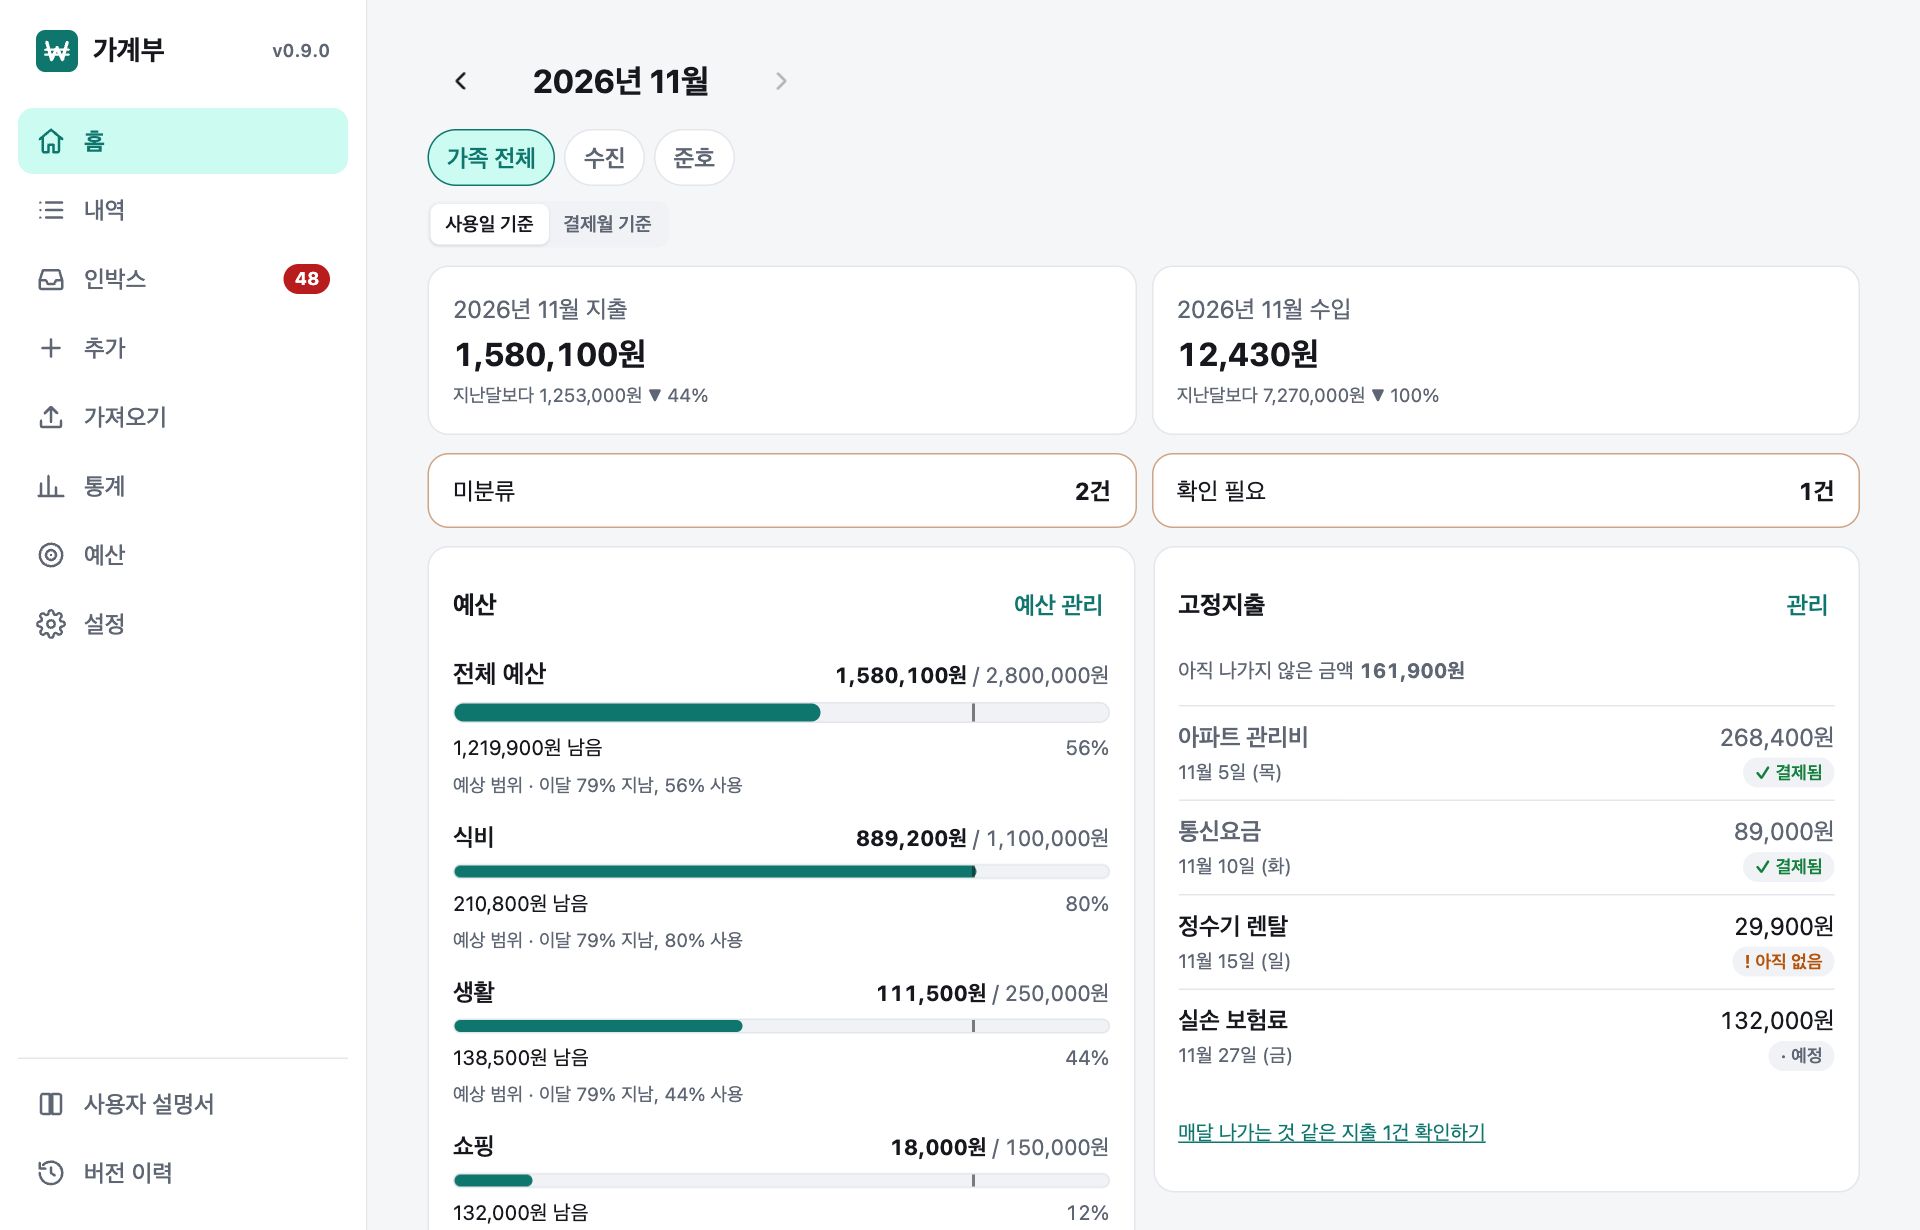 가계부 v0.9.0
홈
내역
인박스 48
추가
가져오기
통계
예산
설정
사용자 설명서
버전 이력
2026년 11월
가족 전체 수진 준호
사용일 기준 결제월 기준
2026년 11월 지출
1,580,100원
지난달보다 1,253,000원 ▼ 44%
2026년 11월 수입
12,430원
지난달보다 7,270,000원 ▼ 100%
미분류 2건
확인 필요 1건
예산 예산 관리
전체 예산 1,580,100원 / 2,800,000원
1,219,900원 남음 56%
예상 범위 · 이달 79% 지남, 56% 사용
식비 889,200원 / 1,100,000원
210,800원 남음 80%
예상 범위 · 이달 79% 지남, 80% 사용
생활 111,500원 / 250,000원
138,500원 남음 44%
예상 범위 · 이달 79% 지남, 44% 사용
쇼핑 18,000원 / 150,000원
132,000원 남음 12%
고정지출 관리
아직 나가지 않은 금액 161,900원
아파트 관리비 268,400원
11월 5일 (목) ✓ 결제됨
통신요금 89,000원
11월 10일 (화) ✓ 결제됨
정수기 렌탈 29,900원
11월 15일 (일) ! 아직 없음
실손 보험료 132,000원
11월 27일 (금) · 예정
매달 나가는 것 같은 지출 1건 확인하기